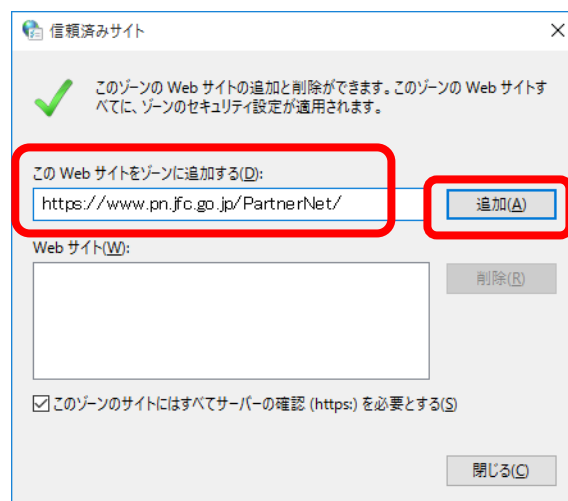 信頼済みサイト
このゾーンの Web サイトの追加と削除ができます。このゾーンの Web サイトす
べてに、ゾーンのセキュリティ設定が適用されます。
この Web サイトをゾーンに追加する(D):
https://www.pn.jfc.go.jp/PartnerNet/
追加(A)
Web サイト(W):
削除(R)
このゾーンのサイトにはすべてサーバーの確認 (https:) を必要とする(S)
閉じる(C)